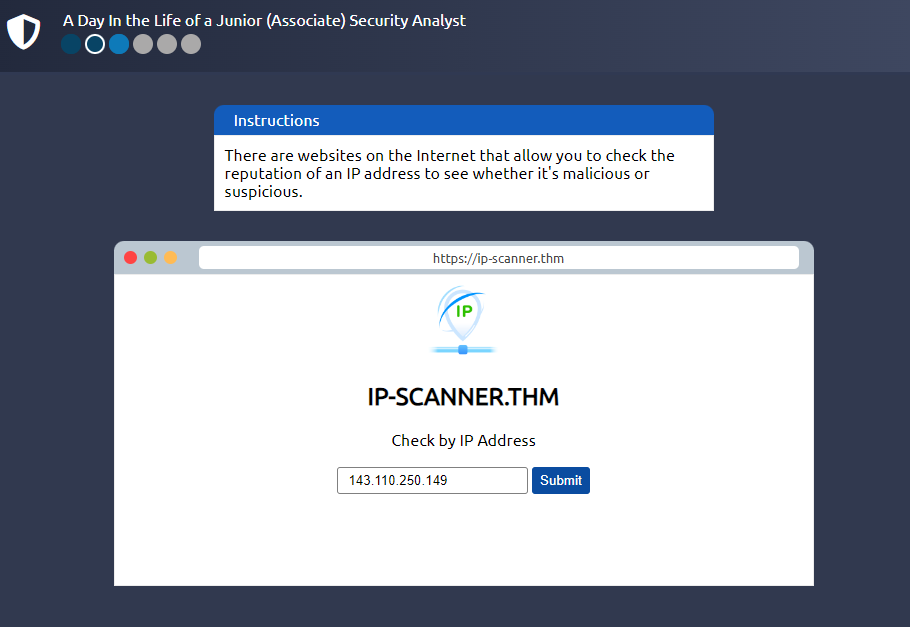 A Day In the Life of a Junior (Associate) Security Analyst
Instructions
There are websites on the Internet that allow you to check the
reputation of an IP address to see whether it's malicious or
suspicious.
https://ip-scanner.thm
IP
IP-SCANNER.THM
Check by IP Address
143.110.250.149
Submit